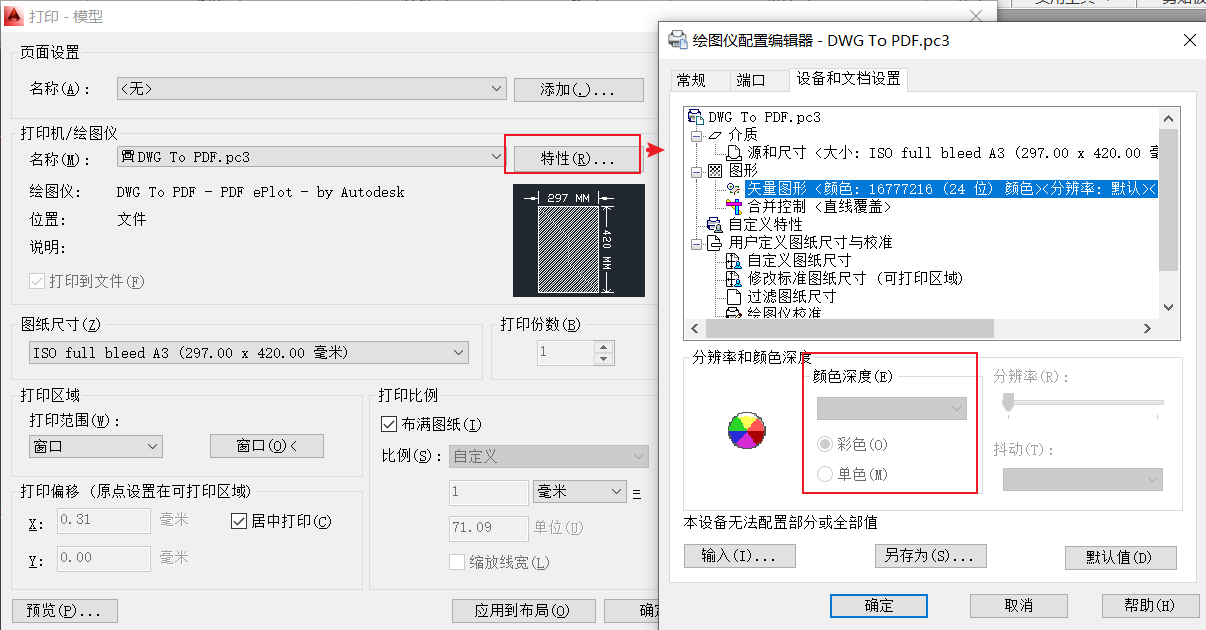 打印 - 模型
页面设置
名称(A):
<无>
添加(.)...
打印机/绘图仪
名称(M):
DWG To PDF.pc3
特性(R)...
绘图仪:
DWG To PDF - PDF ePlot - by Autodesk
位置:
文件
说明:
打印到文件(F)
297 MM
420 MM
图纸尺寸(Z)
ISO full bleed A3 (297.00 x 420.00 毫米)
打印份数(B)
1
打印区域
打印范围(W):
窗口
窗口(O)<
打印比例
布满图纸(I)
比例(S):
自定义
1
毫米
=
71.09
单位(U)
缩放线宽(L)
打印偏移 (原点设置在可打印区域)
X:
0.31
毫米
居中打印(C)
Y:
0.00
毫米
预览(P)...
应用到布局(O)
绘图仪配置编辑器 - DWG To PDF.pc3
常规
端口
设备和文档设置
DWG To PDF.pc3
介质
源和尺寸 <大小: ISO full bleed A3 (297.00 x 420.00
图形
矢量图形 <颜色: 16777216 (24 位) 颜色><分辨率: 默认><
合并控制 <直线覆盖>
自定义特性
用户定义图纸尺寸与校准
自定义图纸尺寸
修改标准图纸尺寸 (可打印区域)
过滤图纸尺寸
绘图仪校准
分辨率和颜色深度
颜色深度(E)
彩色(O)
单色(M)
分辨率(R):
抖动(T):
本设备无法配置部分或全部值
输入(I)...
另存为(S)...
默认值(D)
确定
取消
帮助(H)